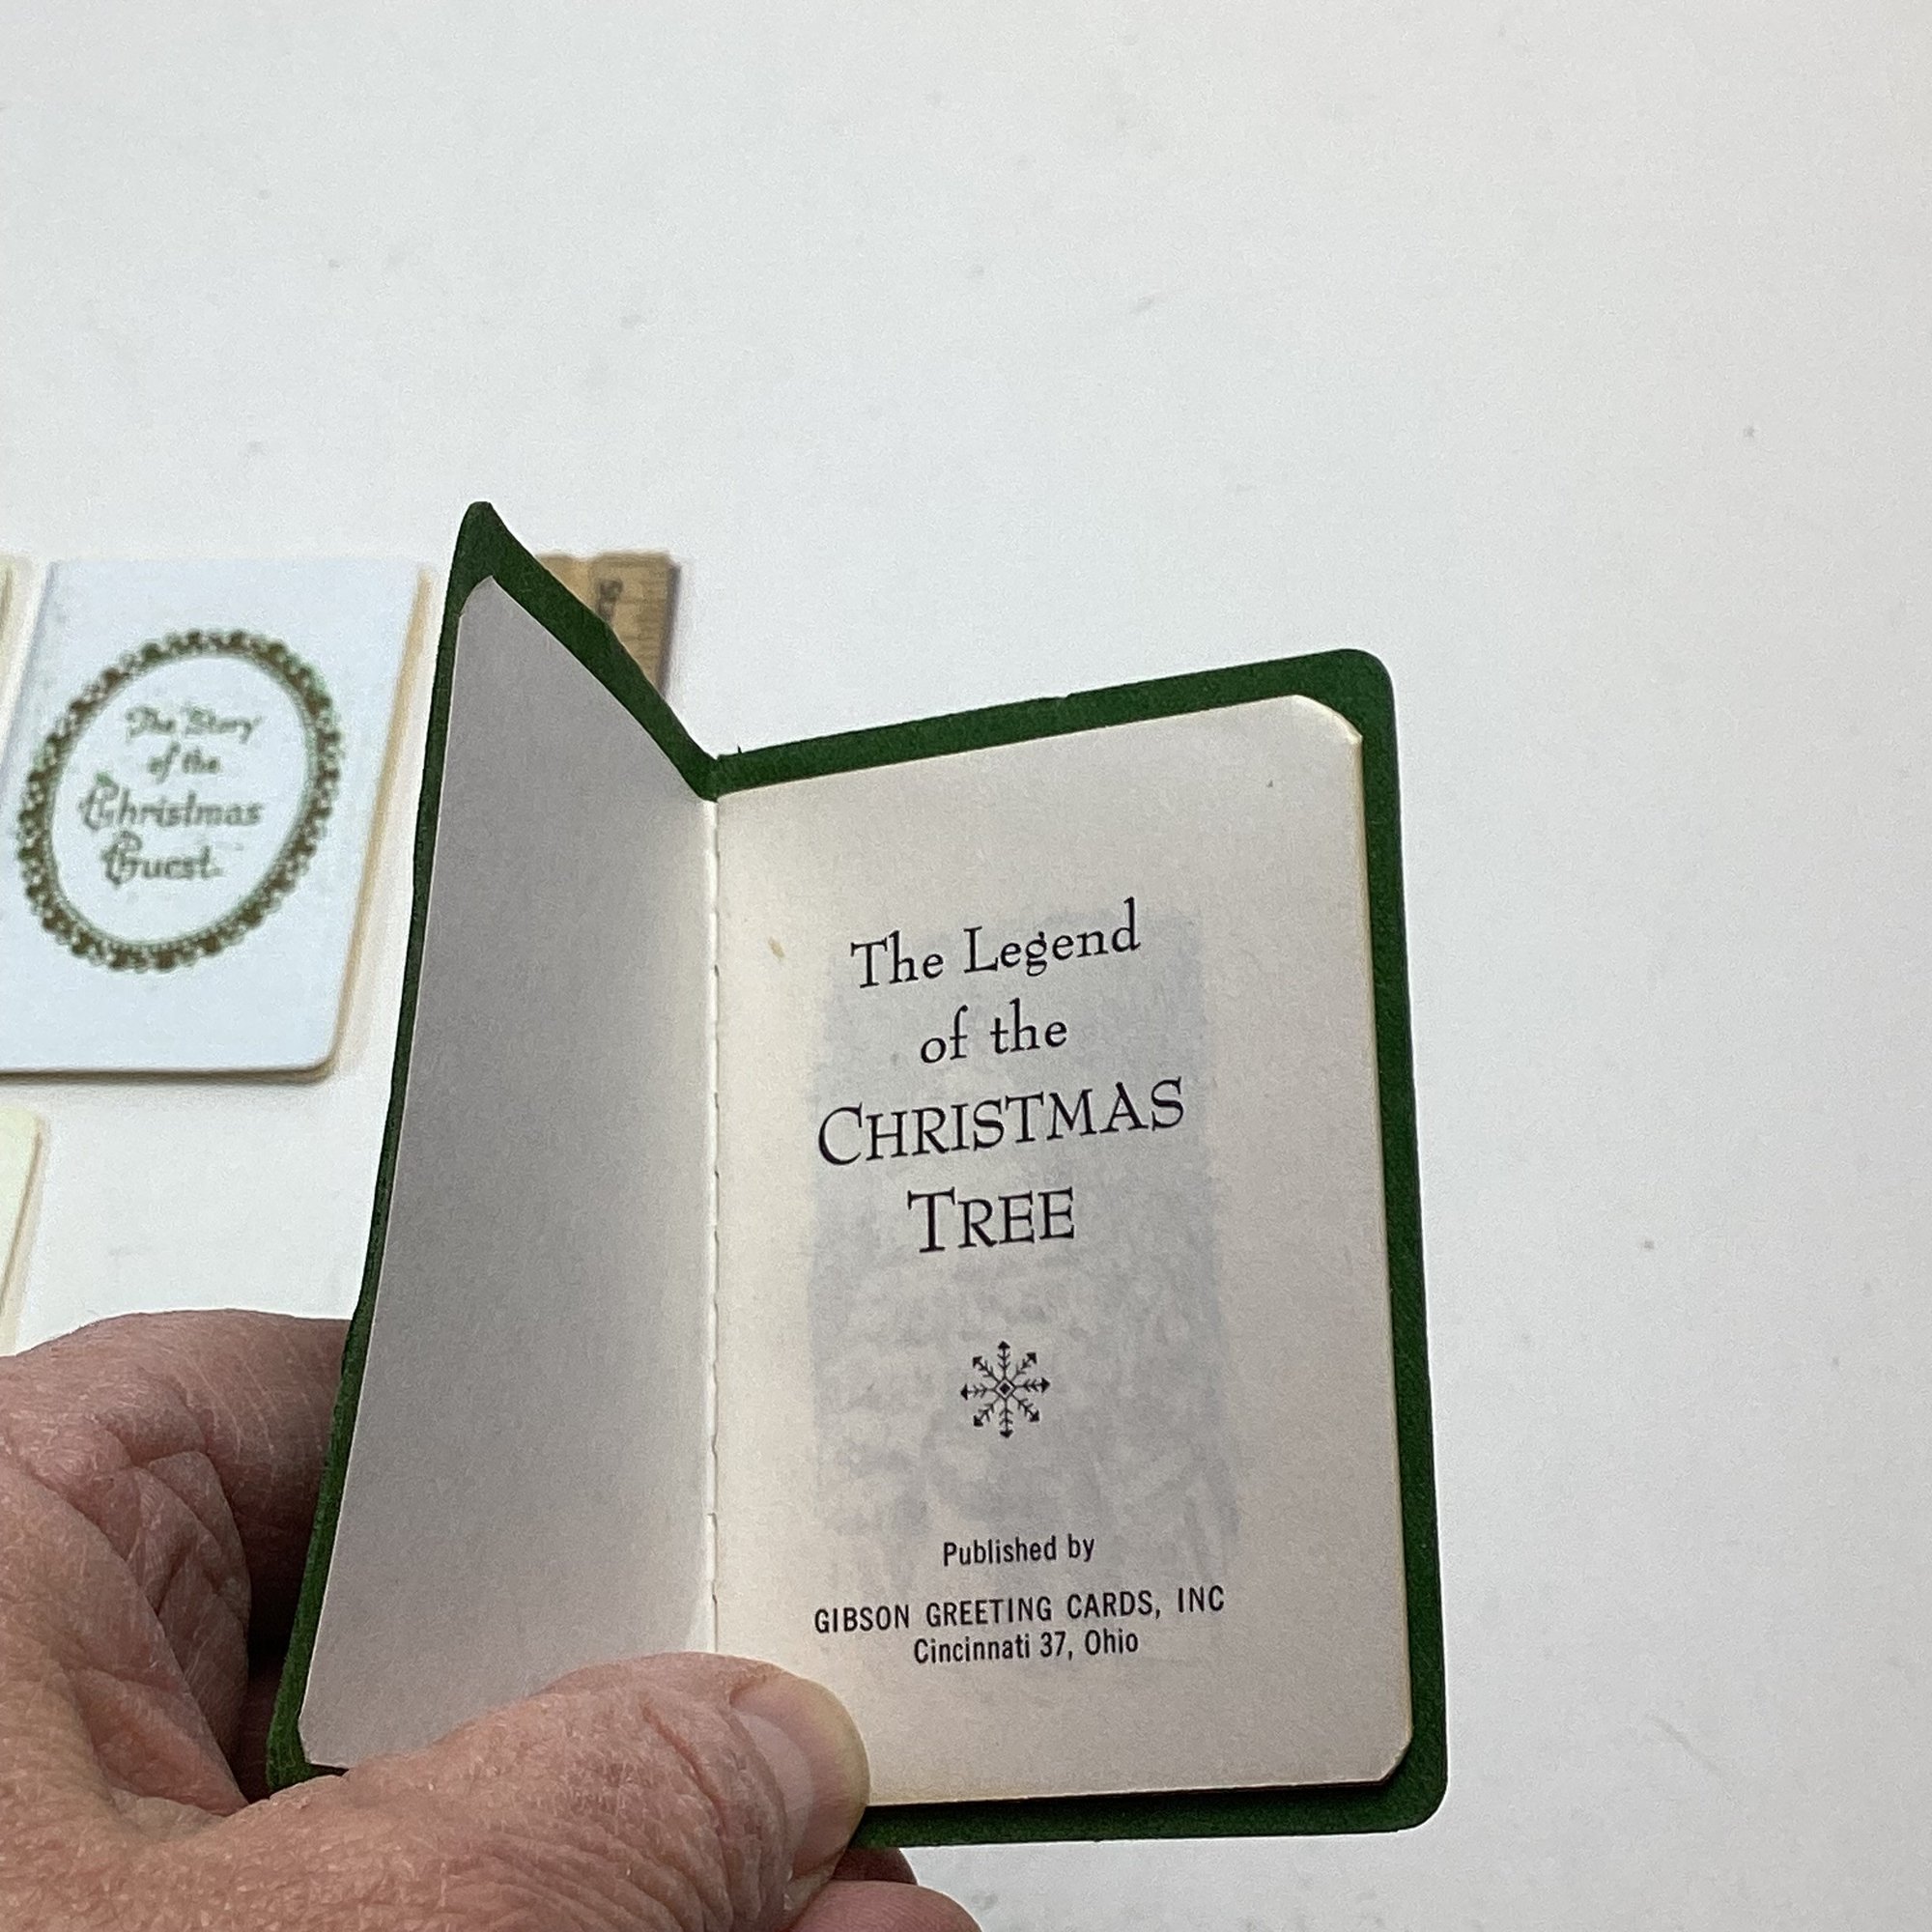 The Story
of the
Christmas
Guest
The Legend
of the
CHRISTMAS
TREE
Published by
GIBSON GREETING CARDS, INC
Cincinnati 37, Ohio